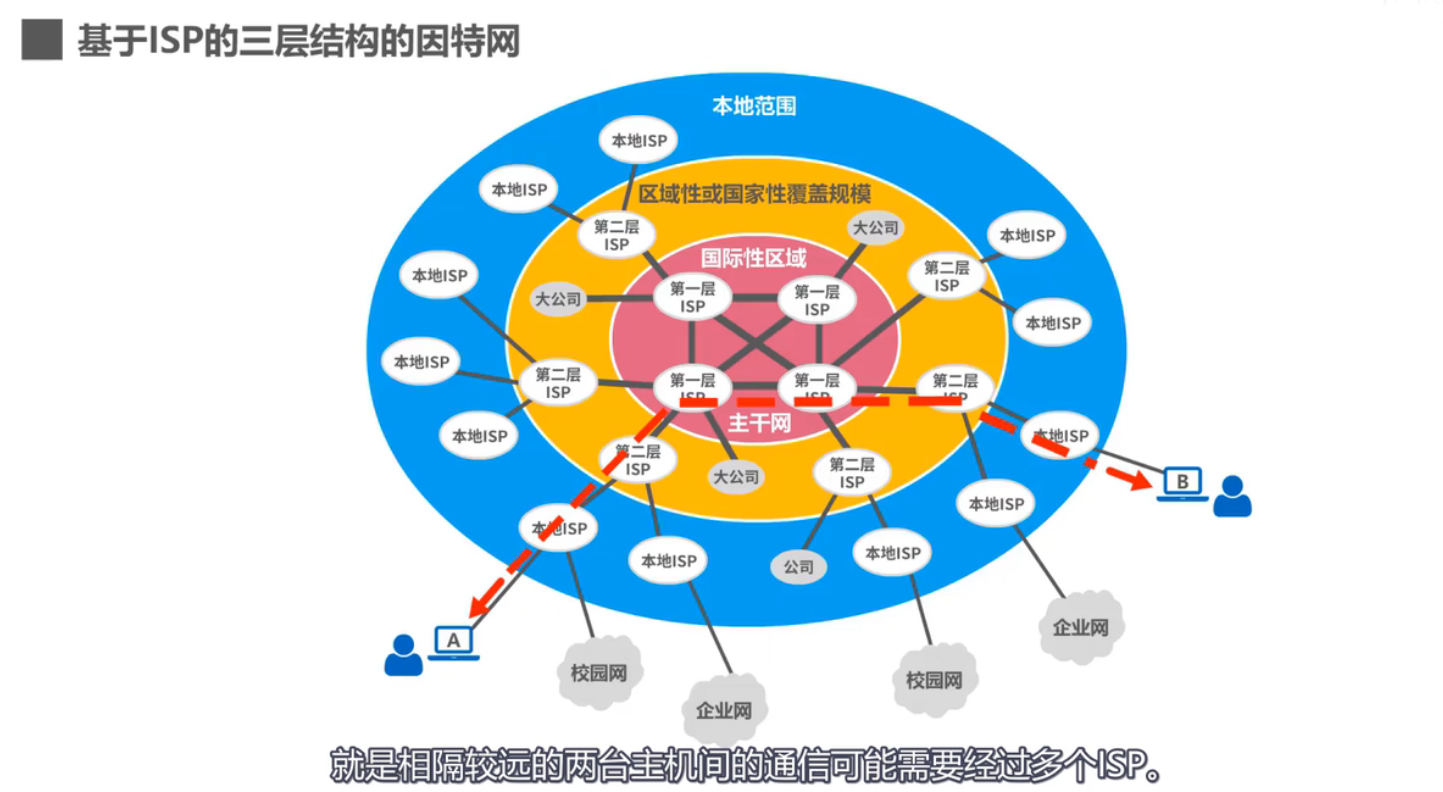 基于ISP的三层结构的因特网
本地范围
本地ISP
本地ISP
区域性或国家性覆盖规模
第二层
ISP
大公司
本地ISP
国际性区域
本地ISP
第二层
ISP
大公司
第一层
ISP
第一层
ISP
本地ISP
本地ISP
第二层
ISP
第一层
ISP
第一层
ISP
第二层
ISP
主干网
本地ISP
本地ISP
第二层
ISP
大公司
第二层
ISP
B
本地ISP
本地ISP
本地ISP
公司
本地ISP
A
企业网
校园网
校园网
企业网
就是相隔较远的两台主机间的通信可能需要经过多个ISP。